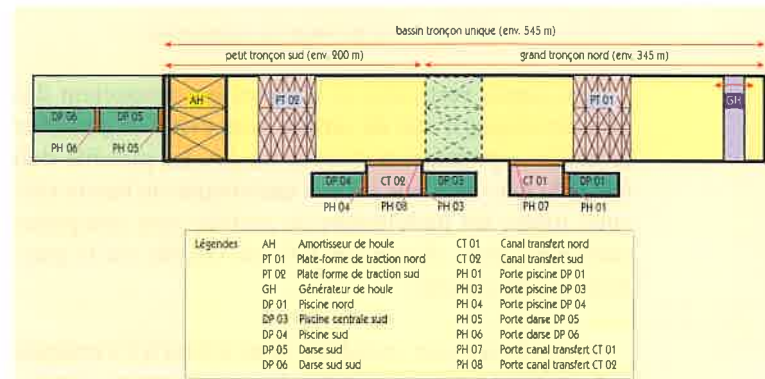 bassin tronçon unique (env. 545 m)
petit tronçon sud (env. 200 m) grand tronçon nord (env. 345 m)
AH PT 02 PT 01 GH
DP 06 DP 05
PH 06 PH 05
DP 04 CT 02 DP 03 CT 01 DP 01
PH 04 PH 08 PH 03 PH 07 PH 01
Légendes AH Amortisseur de houle CT 01 Canal transfert nord
PT 01 Plate-forme de traction nord CT 02 Canal transfert sud
PT 02 Plate forme de traction sud PH 01 Porte piscine DP 01
GH Générateur de houle PH 03 Porte piscine DP 03
DP 01 Piscine nord PH 04 Porte piscine DP 04
DP 03 Piscine centrale sud PH 05 Porte darse DP 05
DP 04 Piscine sud PH 06 Porte darse DP 06
DP 05 Darse sud PH 07 Porte canal transfert CT 01
DP 06 Darse sud sud PH 08 Porte canal transfert CT 02